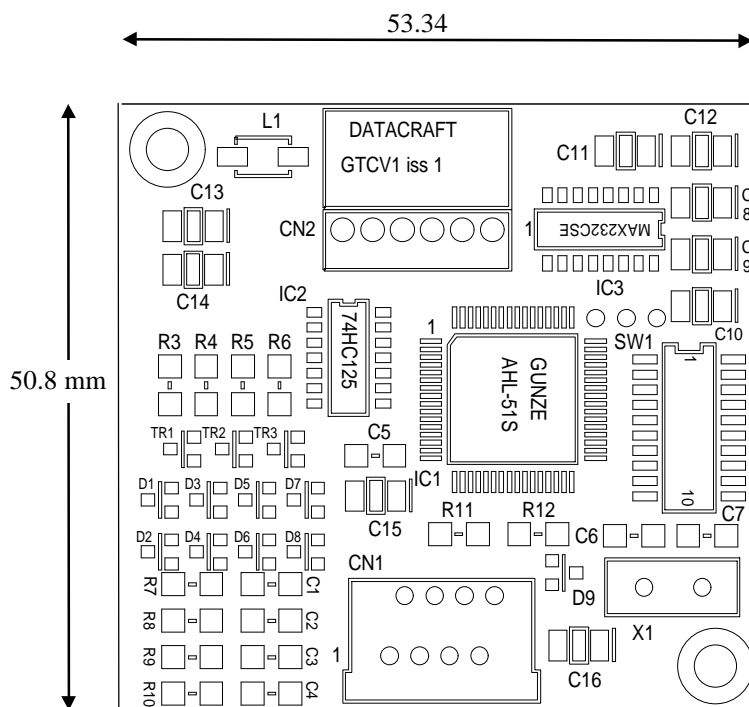 53.34
L1
DATACRAFT
GTCV1 iss 1
C11
C12
C13
CN2
1
MAX232CSE
C
8
C
9
C14
IC2
IC3
C10
R3 R4 R5 R6
74HC125
1
GUNZE
AHL-51S
SW1
1
50.8 mm
TR1 TR2 TR3
C5
IC1
D1 D3 D5 D7
C15
R11 R12
10
C7
C6
D2 D4 D6 D8
CN1
R7 C1
D9
R8 C2
X1
R9 C3
1
C16
R10 C4